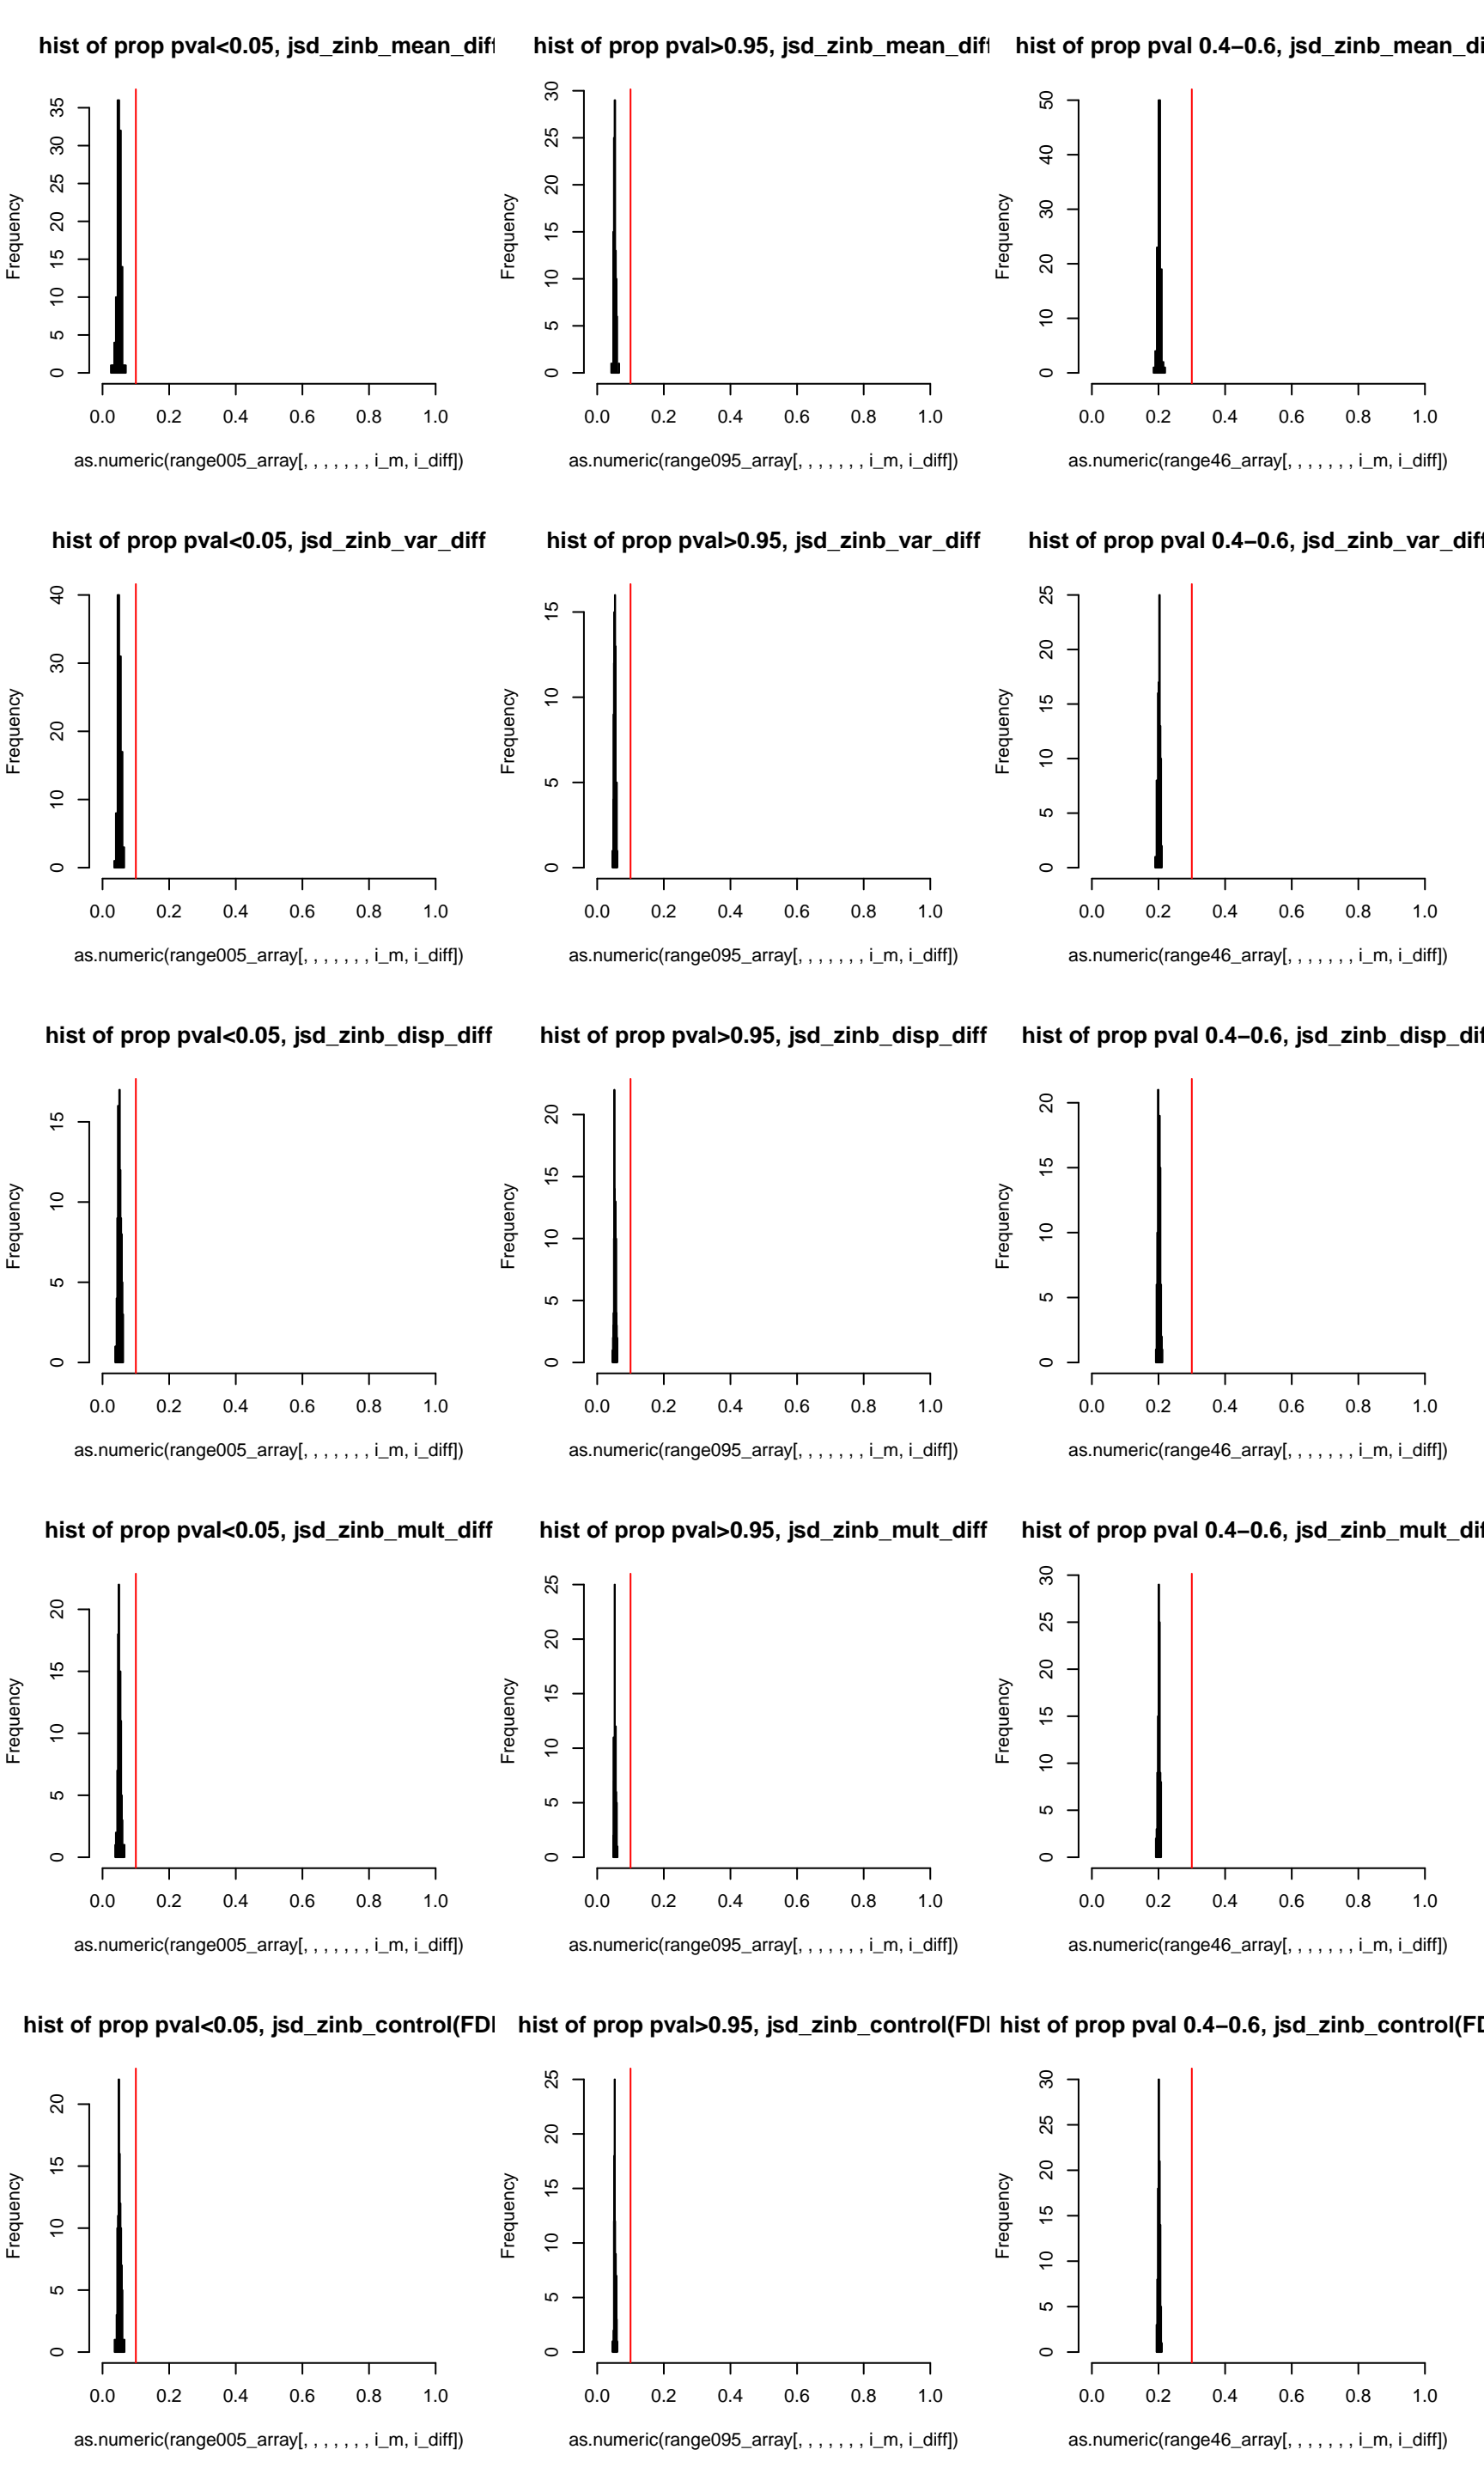 hist of prop pval<0.05, jsd_zinb_mean_diff
hist of prop pval>0.95, jsd_zinb_mean_diff
hist of prop pval 0.4−0.6, jsd_zinb_mean_di
Frequency
0 5 10 15 20 25 30 35
0.0 0.2 0.4 0.6 0.8 1.0
as.numeric(range005_array[, , , , , , , i_m, i_diff])
Frequency
0 5 10 15 20 25 30
0.0 0.2 0.4 0.6 0.8 1.0
as.numeric(range095_array[, , , , , , , i_m, i_diff])
Frequency
0 10 20 30 40 50
0.0 0.2 0.4 0.6 0.8 1.0
as.numeric(range46_array[, , , , , , , i_m, i_diff])
hist of prop pval<0.05, jsd_zinb_var_diff
hist of prop pval>0.95, jsd_zinb_var_diff
hist of prop pval 0.4−0.6, jsd_zinb_var_diff
Frequency
0 10 20 30 40
0.0 0.2 0.4 0.6 0.8 1.0
as.numeric(range005_array[, , , , , , , i_m, i_diff])
Frequency
0 5 10 15
0.0 0.2 0.4 0.6 0.8 1.0
as.numeric(range095_array[, , , , , , , i_m, i_diff])
Frequency
0 5 10 15 20 25
0.0 0.2 0.4 0.6 0.8 1.0
as.numeric(range46_array[, , , , , , , i_m, i_diff])
hist of prop pval<0.05, jsd_zinb_disp_diff
hist of prop pval>0.95, jsd_zinb_disp_diff
hist of prop pval 0.4−0.6, jsd_zinb_disp_dif
Frequency
0 5 10 15
0.0 0.2 0.4 0.6 0.8 1.0
as.numeric(range005_array[, , , , , , , i_m, i_diff])
Frequency
0 5 10 15 20
0.0 0.2 0.4 0.6 0.8 1.0
as.numeric(range095_array[, , , , , , , i_m, i_diff])
Frequency
0 5 10 15 20
0.0 0.2 0.4 0.6 0.8 1.0
as.numeric(range46_array[, , , , , , , i_m, i_diff])
hist of prop pval<0.05, jsd_zinb_mult_diff
hist of prop pval>0.95, jsd_zinb_mult_diff
hist of prop pval 0.4−0.6, jsd_zinb_mult_dif
Frequency
0 5 10 15 20
0.0 0.2 0.4 0.6 0.8 1.0
as.numeric(range005_array[, , , , , , , i_m, i_diff])
Frequency
0 5 10 15 20 25
0.0 0.2 0.4 0.6 0.8 1.0
as.numeric(range095_array[, , , , , , , i_m, i_diff])
Frequency
0 5 10 15 20 25 30
0.0 0.2 0.4 0.6 0.8 1.0
as.numeric(range46_array[, , , , , , , i_m, i_diff])
hist of prop pval<0.05, jsd_zinb_control(FD
hist of prop pval>0.95, jsd_zinb_control(FD
hist of prop pval 0.4−0.6, jsd_zinb_control(FD
Frequency
0 5 10 15 20
0.0 0.2 0.4 0.6 0.8 1.0
as.numeric(range005_array[, , , , , , , i_m, i_diff])
Frequency
0 5 10 15 20 25
0.0 0.2 0.4 0.6 0.8 1.0
as.numeric(range095_array[, , , , , , , i_m, i_diff])
Frequency
0 5 10 15 20 25 30
0.0 0.2 0.4 0.6 0.8 1.0
as.numeric(range46_array[, , , , , , , i_m, i_diff])